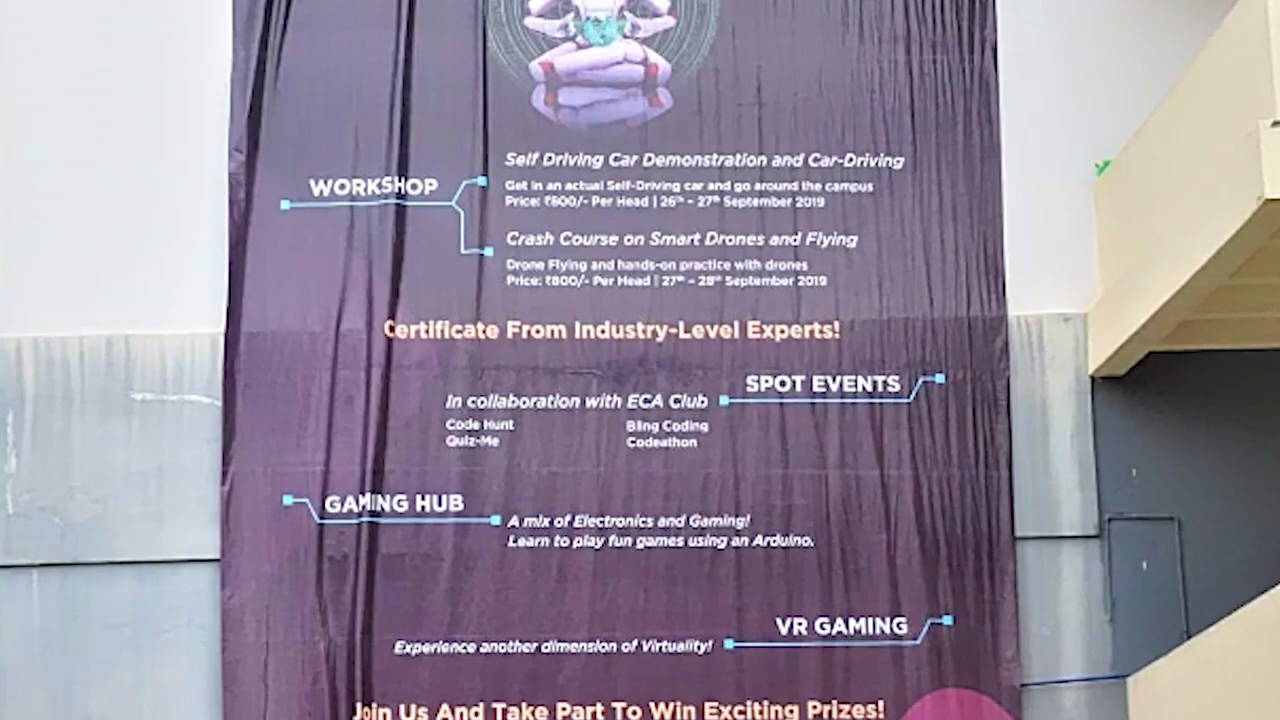 Self Driving Car Demonstration and Car-Driving
WORKSHOP
Get in an actual Self-Driving car and go around the campus
Price: ₹800/- Per Head | 26th - 27th September 2019
Crash Course on Smart Drones and Flying
Drone Flying and hands-on practice with drones
Price: ₹800/- Per Head | 27th - 28th September 2019
Certificate From Industry-Level Experts!
SPOT EVENTS
In collaboration with ECA Club
Code Hunt Bling Coding
Quiz-Me Codeathon
GAMING HUB
A mix of Electronics and Gaming!
Learn to play fun games using an Arduino.
VR GAMING
Experience another dimension of Virtuality!
Join Us And Take Part To Win Exciting Prizes!